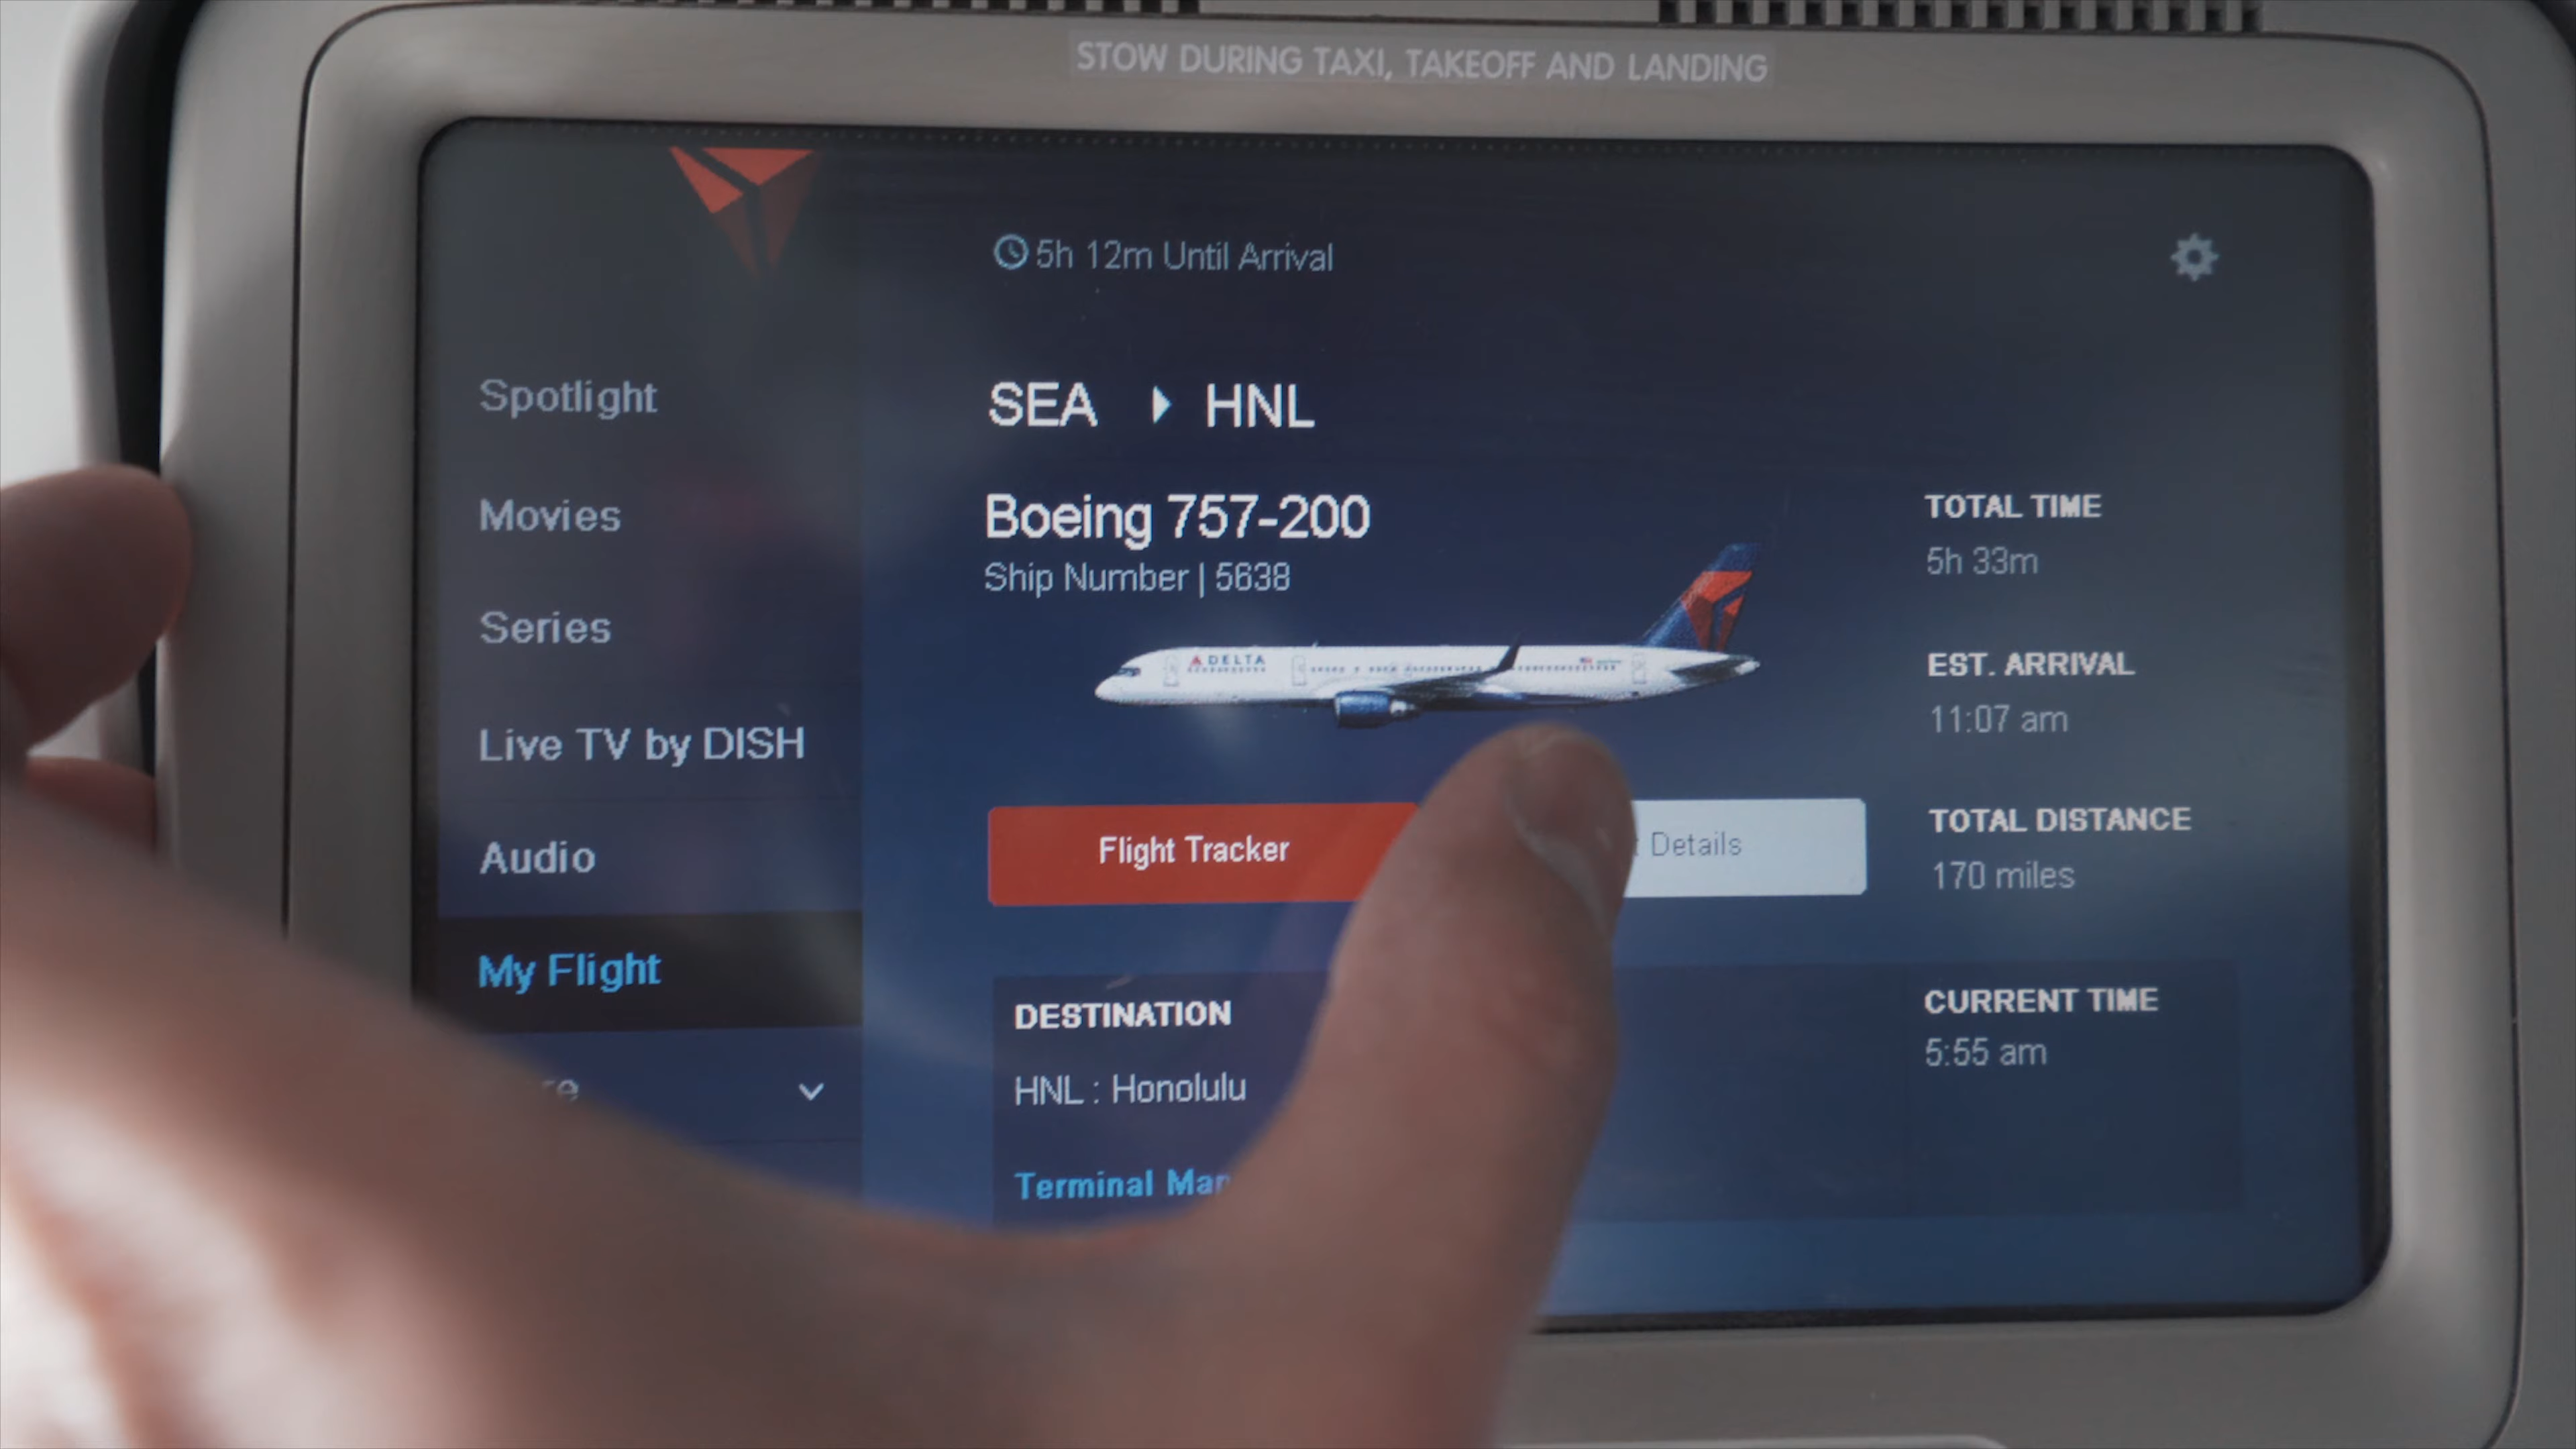 STOW DURING TAXI, TAKEOFF AND LANDING
5h 12m Until Arrival
Spotlight
Movies
Series
Live TV by DISH
Audio
My Flight
SEA HNL
Boeing 757-200
Ship Number | 5638
DELTA
Flight Tracker
Details
DESTINATION
HNL : Honolulu
Terminal
TOTAL TIME
5h 33m
EST. ARRIVAL
11:07 am
TOTAL DISTANCE
170 miles
CURRENT TIME
5:55 am